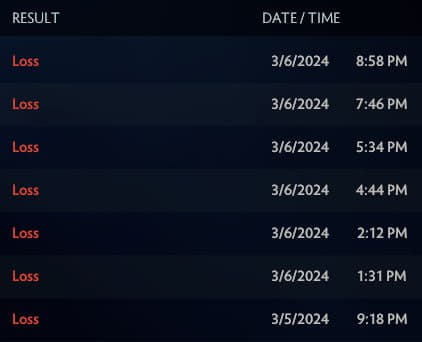 RESULT DATE / TIME
Loss 3/6/2024 8:58 PM
Loss 3/6/2024 7:46 PM
Loss 3/6/2024 5:34 PM
Loss 3/6/2024 4:44 PM
Loss 3/6/2024 2:12 PM
Loss 3/6/2024 1:31 PM
Loss 3/5/2024 9:18 PM